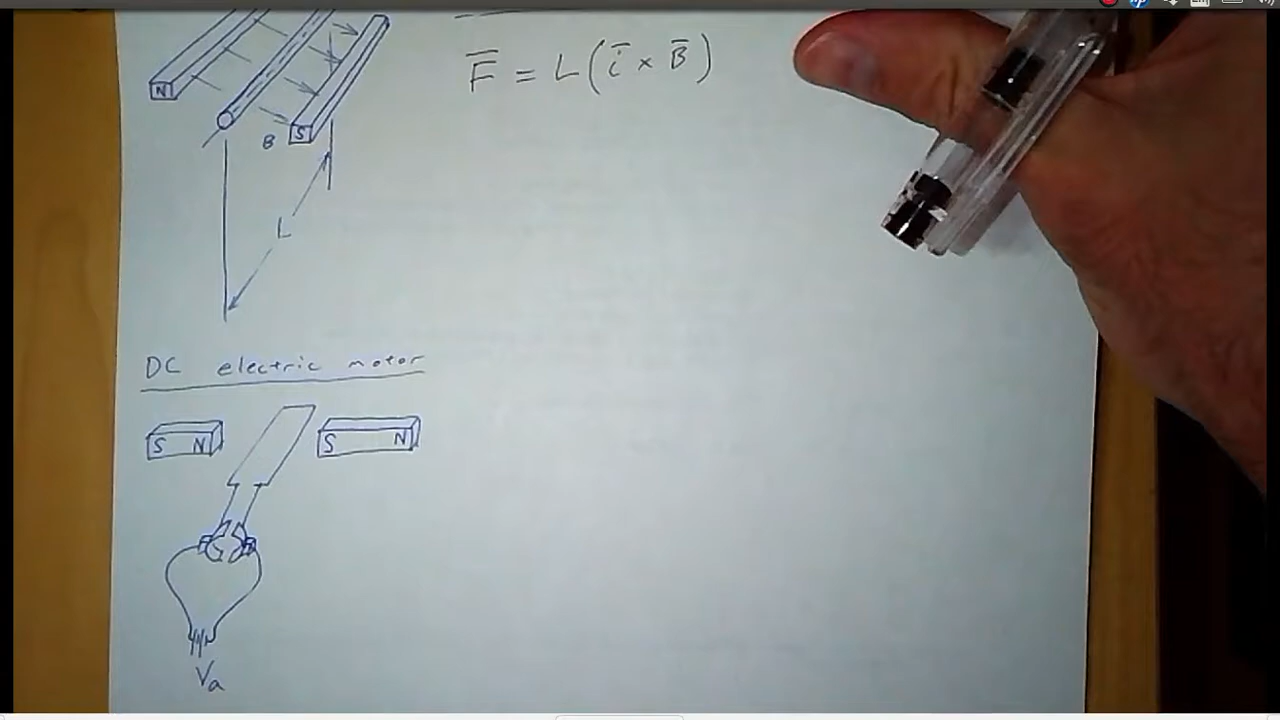 F̅ = L(i̅ × B̅)
N
S
B
L
DC electric motor
S N
S N
Va